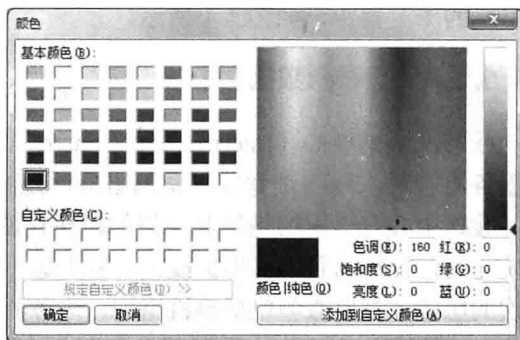 颜色
基本颜色(B):
自定义颜色(C):
规定自定义颜色(D) >>
确定
取消
颜色|纯色(O)
色调(E): 160
饱和度(S): 0
亮度(L): 0
红(R): 0
绿(G): 0
蓝(U): 0
添加到自定义颜色(A)